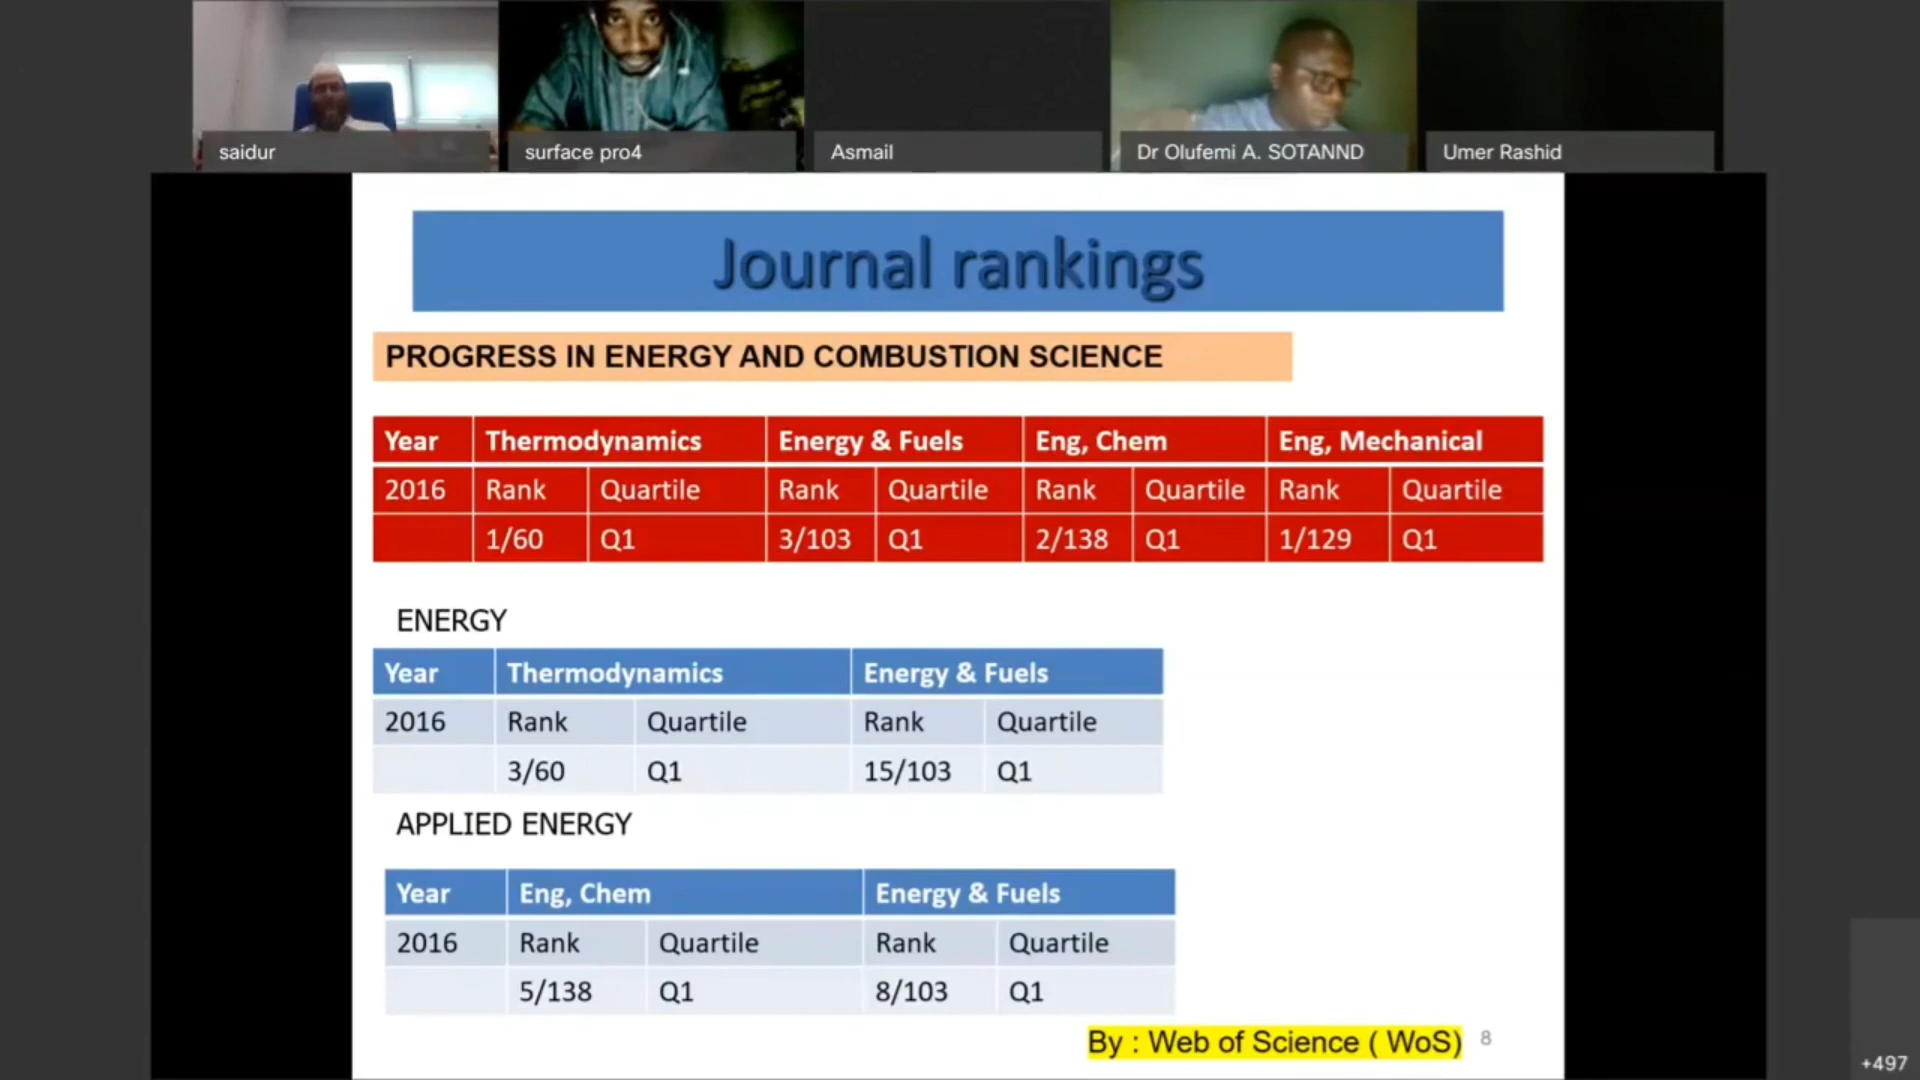 saidur
surface pro4
Asmail
Dr Olufemi A. SOTANND
Umer Rashid
Journal rankings
PROGRESS IN ENERGY AND COMBUSTION SCIENCE
Year Thermodynamics Energy & Fuels Eng, Chem Eng, Mechanical
2016 Rank Quartile Rank Quartile Rank Quartile Rank Quartile
1/60 Q1 3/103 Q1 2/138 Q1 1/129 Q1
ENERGY
Year Thermodynamics Energy & Fuels
2016 Rank Quartile Rank Quartile
3/60 Q1 15/103 Q1
APPLIED ENERGY
Year Eng, Chem Energy & Fuels
2016 Rank Quartile Rank Quartile
5/138 Q1 8/103 Q1
By : Web of Science ( WoS) 8
+497